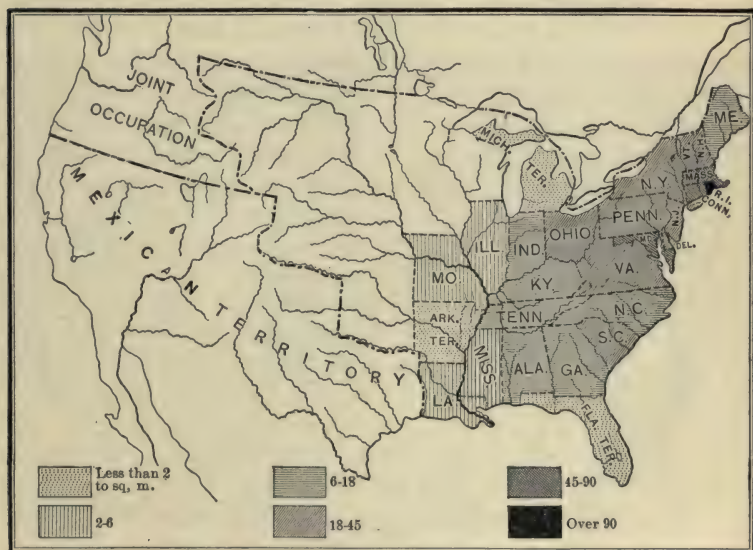 JOINT
OCCUPATION
MEXICAN TERRITORY
MICH.
TER.
ME.
VT.
N.H.
MASS.
R.I.
CONN.
N.Y.
PENN.
N.J.
DEL.
MD.
OHIO
IND.
ILL.
MO.
KY.
VA.
TENN.
N.C.
S.C.
ARK.
TER.
MISS.
ALA.
GA.
LA.
FLA. TER.
Less than 2
to sq. m.
2-6
6-18
18-45
45-90
Over 90